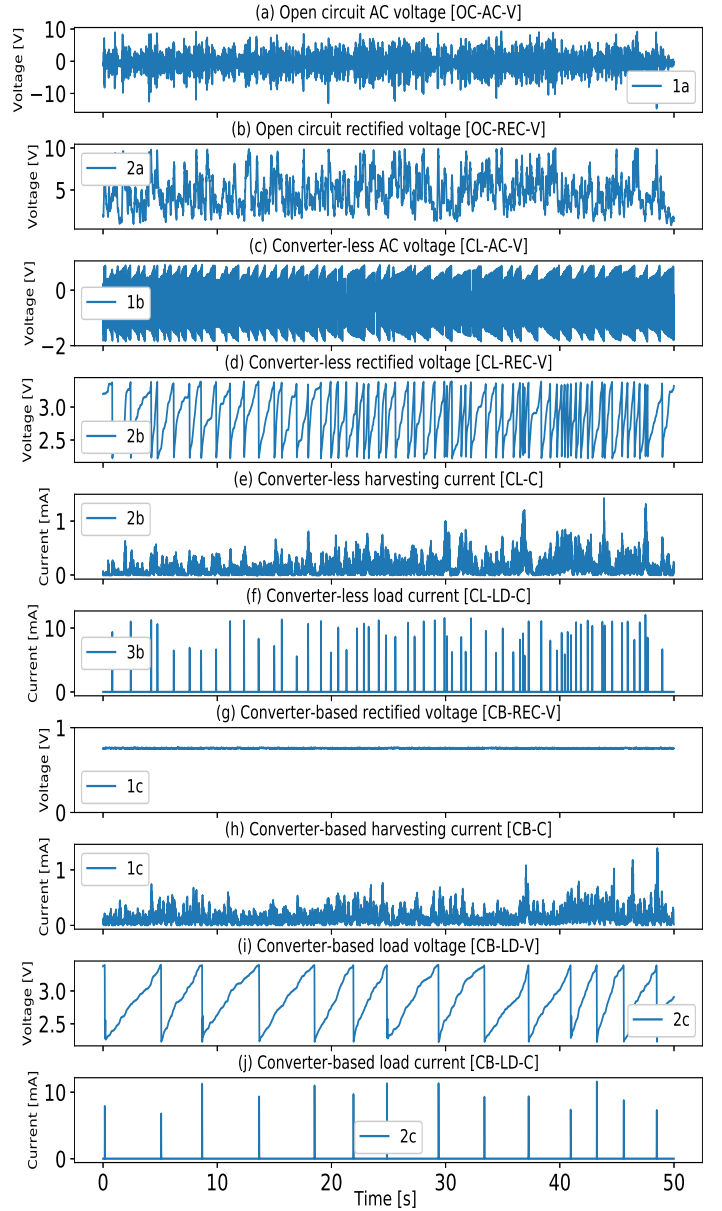 (a) Open circuit AC voltage [OC-AC-V]
Voltage [V]
10
0
−10
1a
(b) Open circuit rectified voltage [OC-REC-V]
Voltage [V]
10
5
2a
(c) Converter-less AC voltage [CL-AC-V]
Voltage [V]
0
−2
1b
(d) Converter-less rectified voltage [CL-REC-V]
Voltage [V]
3.0
2.5
2b
(e) Converter-less harvesting current [CL-C]
Current [mA]
1
0
2b
(f) Converter-less load current [CL-LD-C]
Current [mA]
10
0
3b
(g) Converter-based rectified voltage [CB-REC-V]
Voltage [V]
1
0
1c
(h) Converter-based harvesting current [CB-C]
Current [mA]
1
0
1c
(i) Converter-based load voltage [CB-LD-V]
Voltage [V]
3.0
2.5
2c
(j) Converter-based load current [CB-LD-C]
Current [mA]
10
0
2c
0 10 20 30 40 50
Time [s]